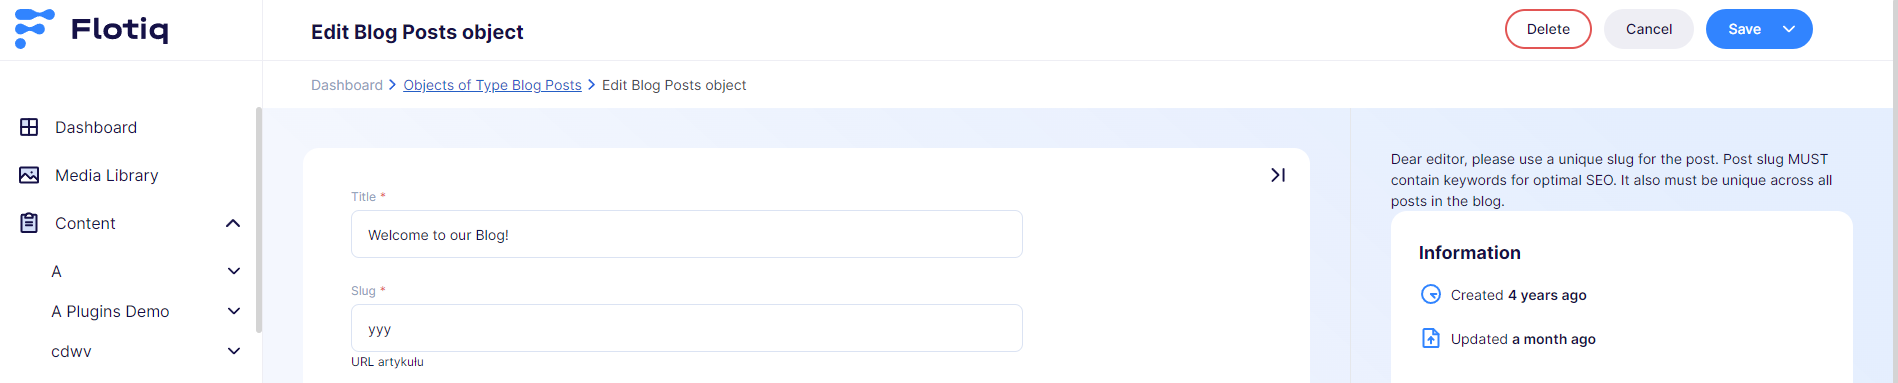 Flotiq
Edit Blog Posts object
Delete
Cancel
Save
Dashboard > Objects of Type Blog Posts > Edit Blog Posts object
Dashboard
Media Library
Content
A
A Plugins Demo
cdwv
Title *
Welcome to our Blog!
Slug *
yyy
URL artykułu
Dear editor, please use a unique slug for the post. Post slug MUST
contain keywords for optimal SEO. It also must be unique across all
posts in the blog.
Information
Created 4 years ago
Updated a month ago